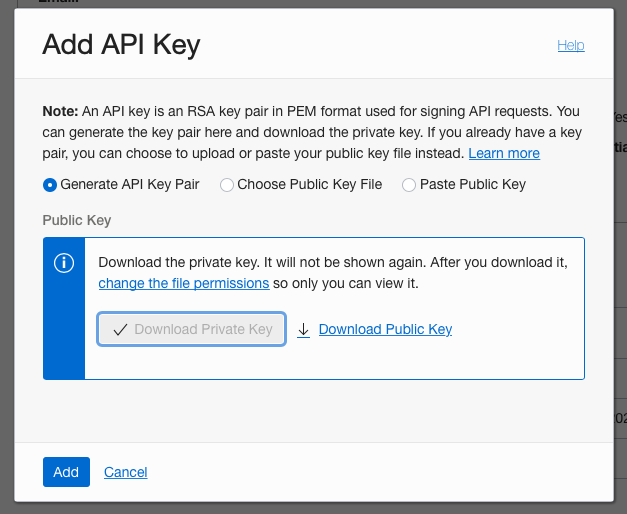 Add API Key
Help
Note: An API key is an RSA key pair in PEM format used for signing API requests. You
can generate the key pair here and download the private key. If you already have a key
pair, you can choose to upload or paste your public key file instead. Learn more
Generate API Key Pair
Choose Public Key File
Paste Public Key
Public Key
Download the private key. It will not be shown again. After you download it,
change the file permissions so only you can view it.
Download Private Key
Download Public Key
Add
Cancel